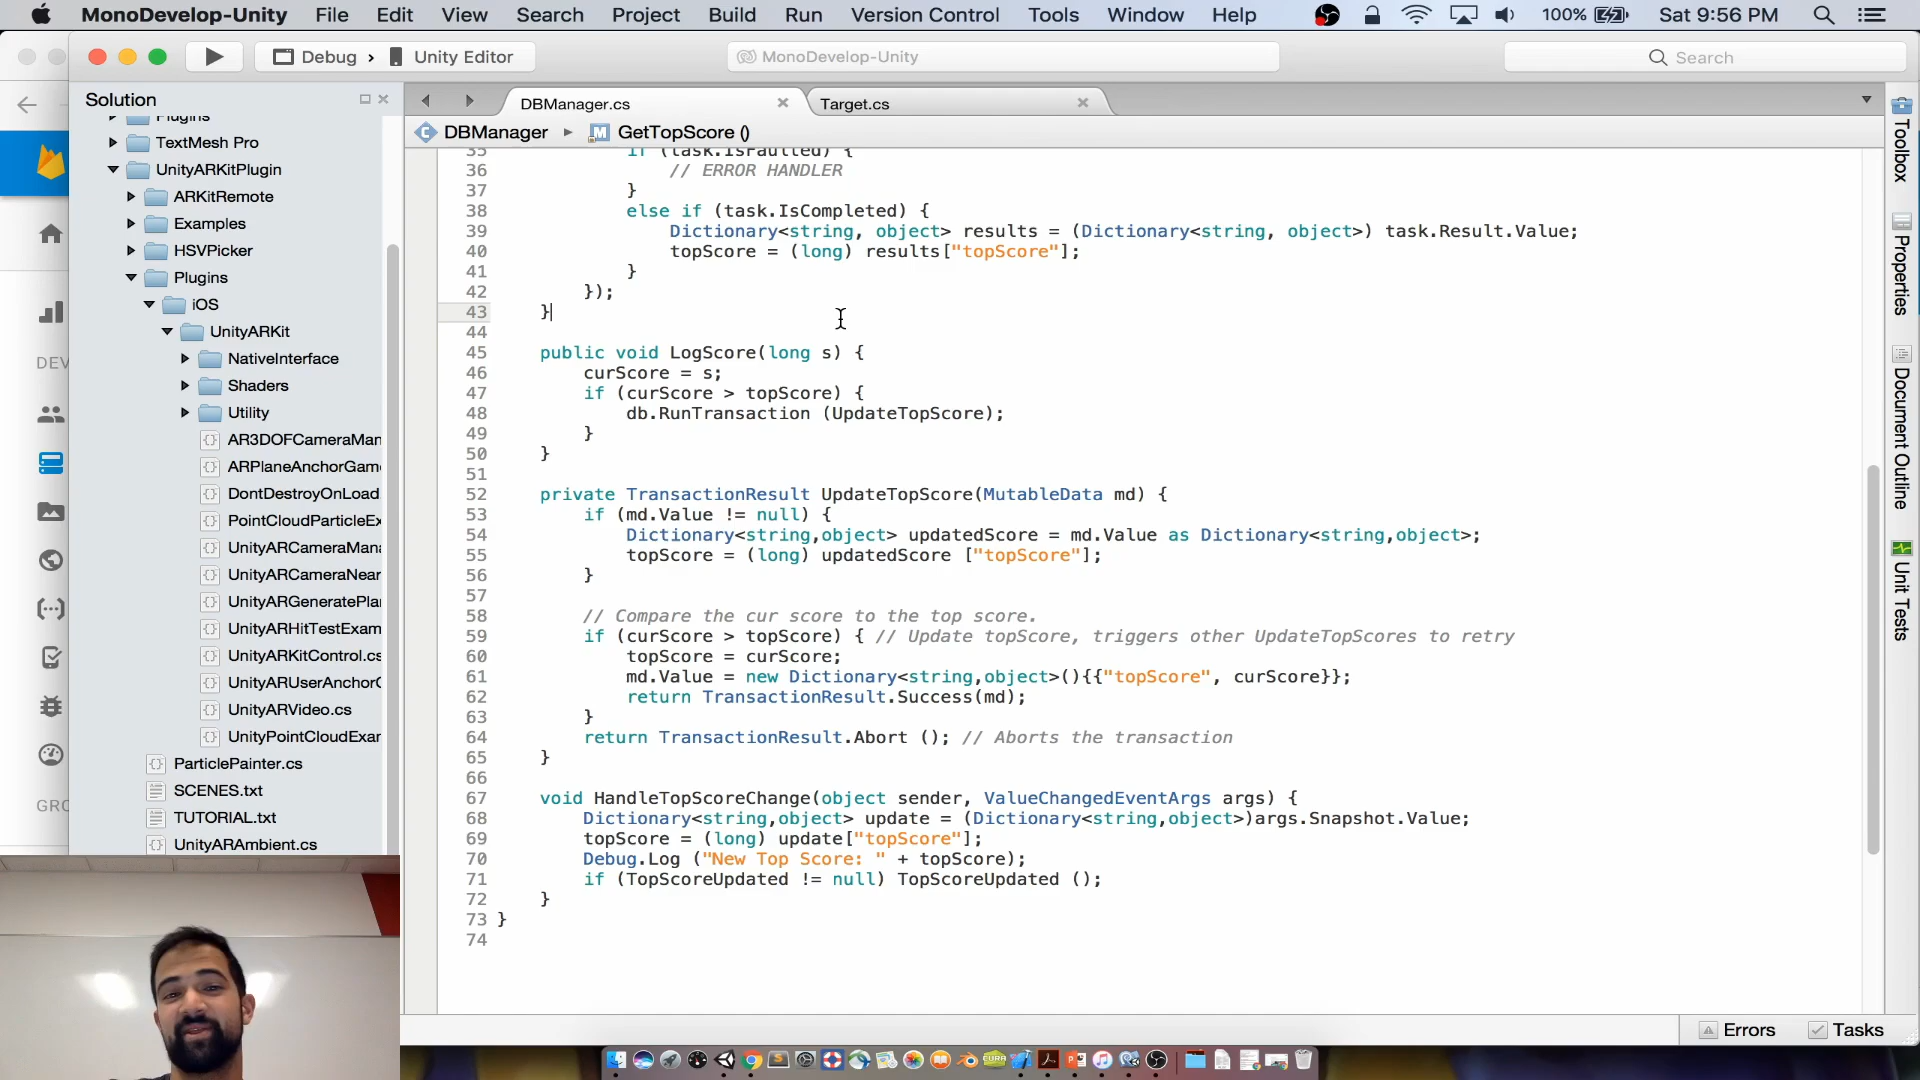 MonoDevelop-Unity File Edit View Search Project Build Run Version Control Tools Window Help 100% Sat 9:56 PM
Debug › Unity Editor MonoDevelop-Unity Search
Solution
DBManager.cs Target.cs
DBManager GetTopScore ()
Plugins
TextMesh Pro
UnityARKitPlugin
ARKitRemote
Examples
HSVPicker
Plugins
iOS
UnityARKit
NativeInterface
Shaders
Utility
AR3DOFCameraMan
ARPlaneAnchorGam
DontDestroyOnLoad
PointCloudParticleEx
UnityARCameraMana
UnityARCameraNear
UnityARGeneratePla
UnityARHitTestExam
UnityARKitControl.cs
UnityARUserAnchorC
UnityARVideo.cs
UnityPointCloudExar
ParticlePainter.cs
SCENES.txt
TUTORIAL.txt
UnityARAmbient.cs
DEV
GRO
35 if (task.IsFaulted) {
36 // ERROR HANDLER
37 }
38 else if (task.IsCompleted) {
39 Dictionary<string, object> results = (Dictionary<string, object>) task.Result.Value;
40 topScore = (long) results["topScore"];
41 }
42 });
43 }
44
45 public void LogScore(long s) {
46 curScore = s;
47 if (curScore > topScore) {
48 db.RunTransaction (UpdateTopScore);
49 }
50 }
51
52 private TransactionResult UpdateTopScore(MutableData md) {
53 if (md.Value != null) {
54 Dictionary<string,object> updatedScore = md.Value as Dictionary<string,object>;
55 topScore = (long) updatedScore ["topScore"];
56 }
57
58 // Compare the cur score to the top score.
59 if (curScore > topScore) { // Update topScore, triggers other UpdateTopScores to retry
60 topScore = curScore;
61 md.Value = new Dictionary<string,object>(){{"topScore", curScore}};
62 return TransactionResult.Success(md);
63 }
64 return TransactionResult.Abort (); // Aborts the transaction
65 }
66
67 void HandleTopScoreChange(object sender, ValueChangedEventArgs args) {
68 Dictionary<string,object> update = (Dictionary<string,object>)args.Snapshot.Value;
69 topScore = (long) update["topScore"];
70 Debug.Log ("New Top Score: " + topScore);
71 if (TopScoreUpdated != null) TopScoreUpdated ();
72 }
73 }
74
Toolbox
Properties
Document Outline
Unit Tests
Errors Tasks